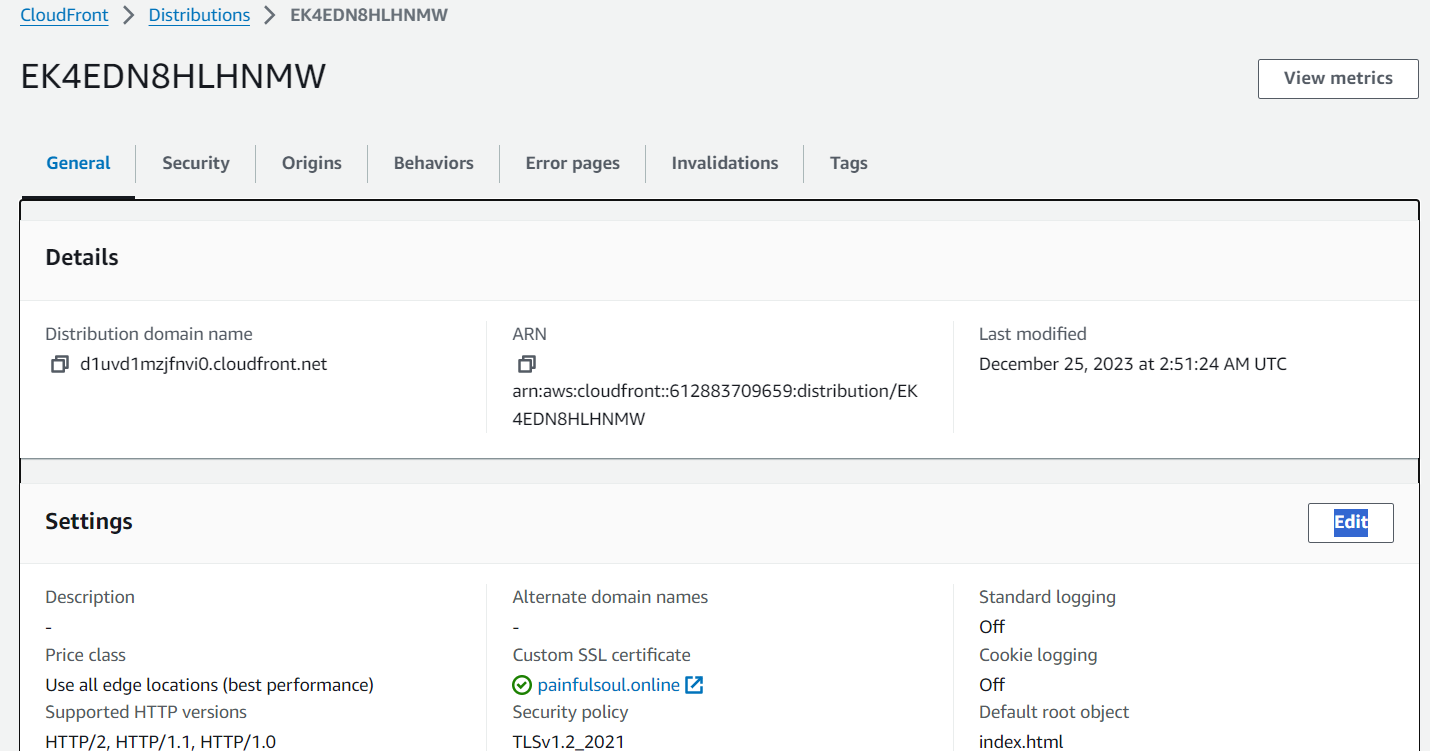 CloudFront > Distributions > EK4EDN8HLHNMW
EK4EDN8HLHNMW
View metrics
General
Security
Origins
Behaviors
Error pages
Invalidations
Tags
Details
Distribution domain name
d1uvd1mzjfnvi0.cloudfront.net
ARN
arn:aws:cloudfront::612883709659:distribution/EK
4EDN8HLHNMW
Last modified
December 25, 2023 at 2:51:24 AM UTC
Settings
Edit
Description
-
Price class
Use all edge locations (best performance)
Supported HTTP versions
HTTP/2, HTTP/1.1, HTTP/1.0
Alternate domain names
-
Custom SSL certificate
painfulsoul.online
Security policy
TLSv1.2_2021
Standard logging
Off
Cookie logging
Off
Default root object
index.html